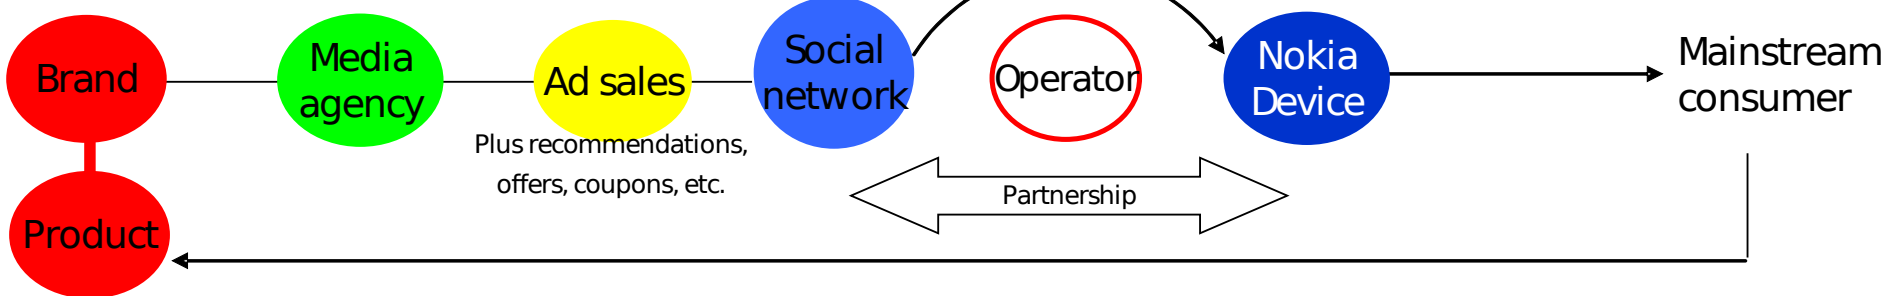 Brand
Media
agency
Ad sales
Plus recommendations,
offers, coupons, etc.
Social
network
Operator
Nokia
Device
Mainstream
consumer
Partnership
Product